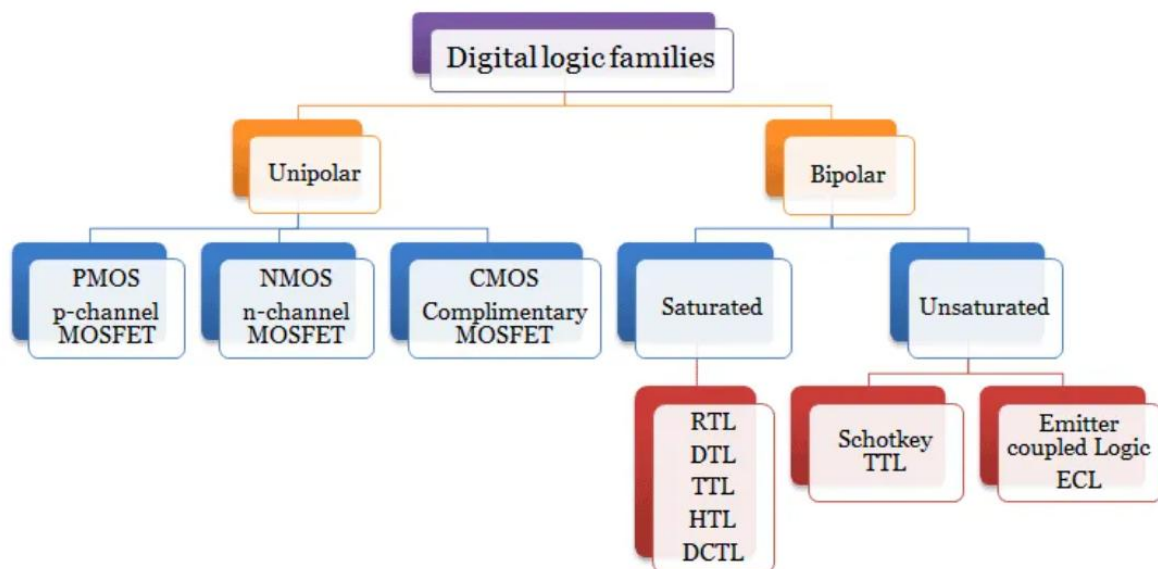 Digital logic families
Unipolar
Bipolar
PMOS
p-channel
MOSFET
NMOS
n-channel
MOSFET
CMOS
Complimentary
MOSFET
Saturated
Unsaturated
RTL
DTL
TTL
HTL
DCTL
Schotkey
TTL
Emitter
coupled Logic
ECL